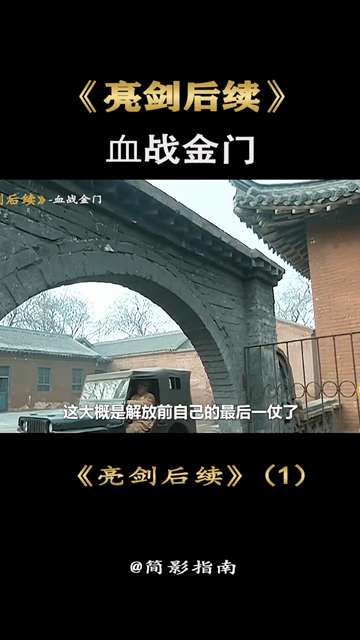 《亮剑后续》
血战金门
剑后续》-血战金门
这大概是解放前自己的最后一仗了
《亮剑后续》(1)
@简影指南